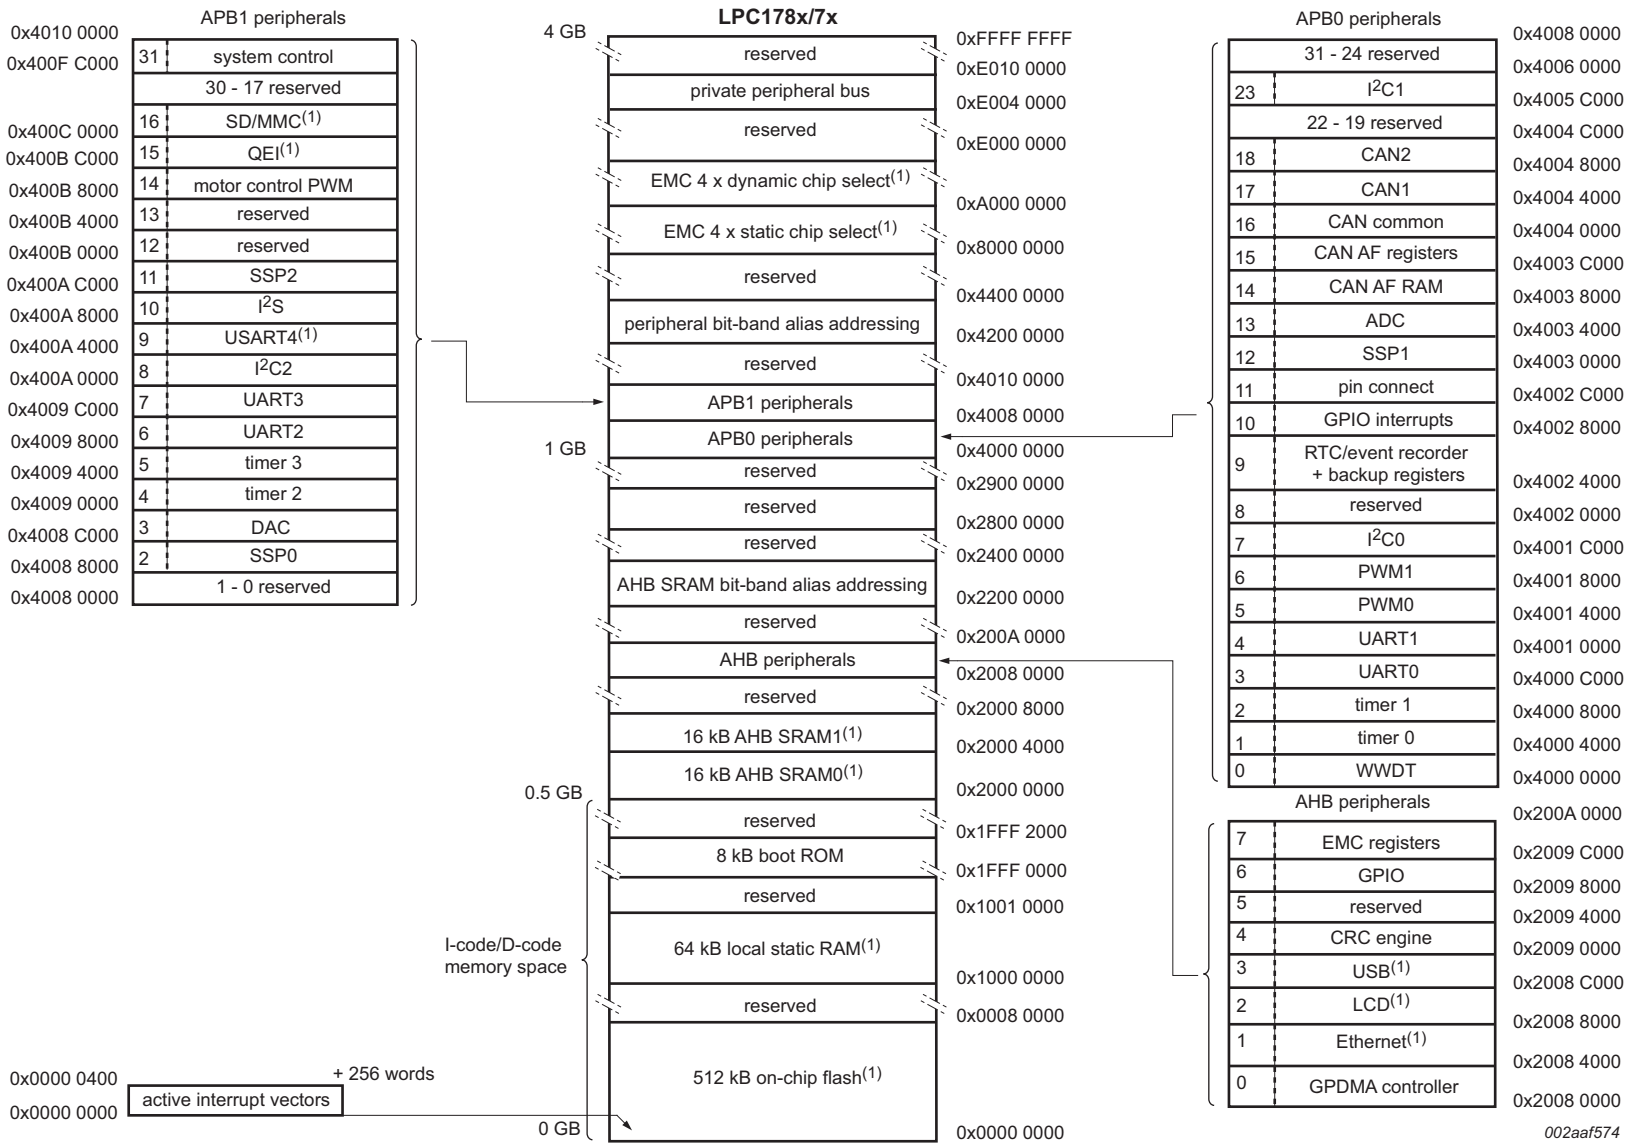 APB1 peripherals
0x4010 0000
31 system control
0x400F C000
30 - 17 reserved
16 SD/MMC(1)
0x400C 0000
15 QEI(1)
0x400B C000
14 motor control PWM
0x400B 8000
13 reserved
0x400B 4000
12 reserved
0x400B 0000
11 SSP2
0x400A C000
10 I2S
0x400A 8000
9 USART4(1)
0x400A 4000
8 I2C2
0x400A 0000
7 UART3
0x4009 C000
6 UART2
0x4009 8000
5 timer 3
0x4009 4000
4 timer 2
0x4009 0000
3 DAC
0x4008 C000
2 SSP0
0x4008 8000
1 - 0 reserved
0x4008 0000
LPC178x/7x
4 GB
0xFFFF FFFF
reserved
0xE010 0000
private peripheral bus
0xE004 0000
reserved
0xE000 0000
EMC 4 x dynamic chip select(1)
0xA000 0000
EMC 4 x static chip select(1)
0x8000 0000
reserved
0x4400 0000
peripheral bit-band alias addressing
0x4200 0000
reserved
0x4010 0000
APB1 peripherals
0x4008 0000
APB0 peripherals
1 GB
0x4000 0000
reserved
0x2900 0000
reserved
0x2800 0000
reserved
0x2400 0000
AHB SRAM bit-band alias addressing
0x2200 0000
reserved
0x200A 0000
AHB peripherals
0x2008 0000
reserved
0x2000 8000
16 kB AHB SRAM1(1)
0x2000 4000
16 kB AHB SRAM0(1)
0.5 GB
0x2000 0000
reserved
0x1FFF 2000
8 kB boot ROM
0x1FFF 0000
reserved
0x1001 0000
I-code/D-code
memory space
64 kB local static RAM(1)
0x1000 0000
reserved
0x0008 0000
512 kB on-chip flash(1)
0 GB
0x0000 0000
+ 256 words
0x0000 0400
active interrupt vectors
0x0000 0000
APB0 peripherals
0x4008 0000
31 - 24 reserved
0x4006 0000
23 I2C1
0x4005 C000
22 - 19 reserved
0x4004 C000
18 CAN2
0x4004 8000
17 CAN1
0x4004 4000
16 CAN common
0x4004 0000
15 CAN AF registers
0x4003 C000
14 CAN AF RAM
0x4003 8000
13 ADC
0x4003 4000
12 SSP1
0x4003 0000
11 pin connect
0x4002 C000
10 GPIO interrupts
0x4002 8000
9 RTC/event recorder
+ backup registers
0x4002 4000
8 reserved
0x4002 0000
7 I2C0
0x4001 C000
6 PWM1
0x4001 8000
5 PWM0
0x4001 4000
4 UART1
0x4001 0000
3 UART0
0x4000 C000
2 timer 1
0x4000 8000
1 timer 0
0x4000 4000
0 WWDT
0x4000 0000
AHB peripherals
0x200A 0000
7 EMC registers
0x2009 C000
6 GPIO
0x2009 8000
5 reserved
0x2009 4000
4 CRC engine
0x2009 0000
3 USB(1)
0x2008 C000
2 LCD(1)
0x2008 8000
1 Ethernet(1)
0x2008 4000
0 GPDMA controller
0x2008 0000
002aaf574